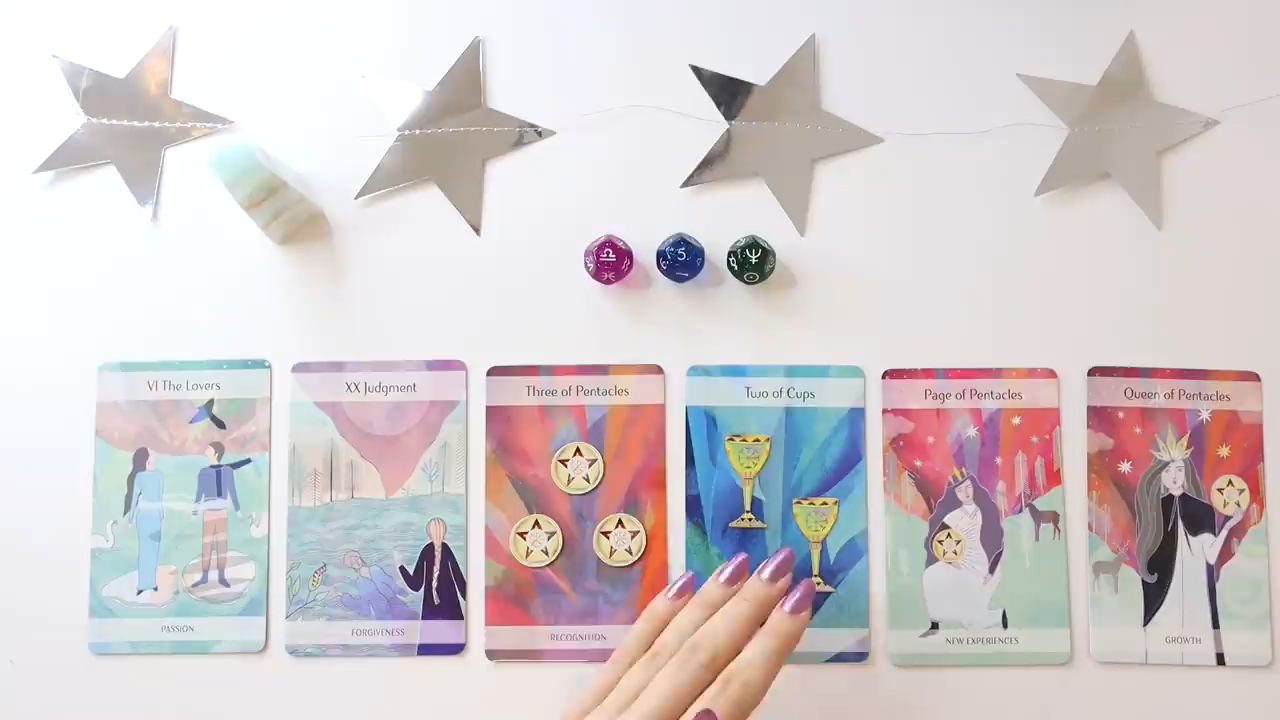 5
VI The Lovers
XX Judgment
Three of Pentacles
Two of Cups
Page of Pentacles
Queen of Pentacles
PASSION
FORGIVENESS
RECOGNITION
NEW EXPERIENCES
GROWTH